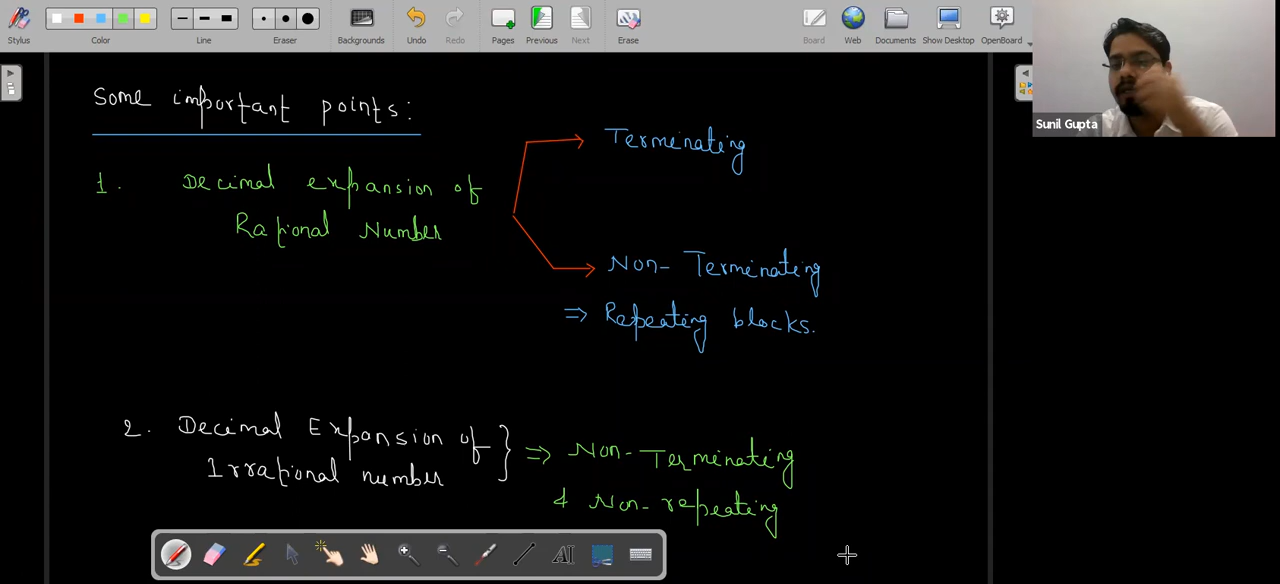 Stylus
Color
Line
Eraser
Backgrounds
Undo
Redo
Pages
Previous
Next
Erase
Board
Web
Documents
Show Desktop
OpenBoard
Sunil Gupta
Some important points:
1. Decimal expansion of
Rational Number
Terminating
Non-Terminating
⇒ Repeating blocks.
2. Decimal Expansion of
Irrational number
} ⇒ Non-Terminating
& Non-repeating
AI